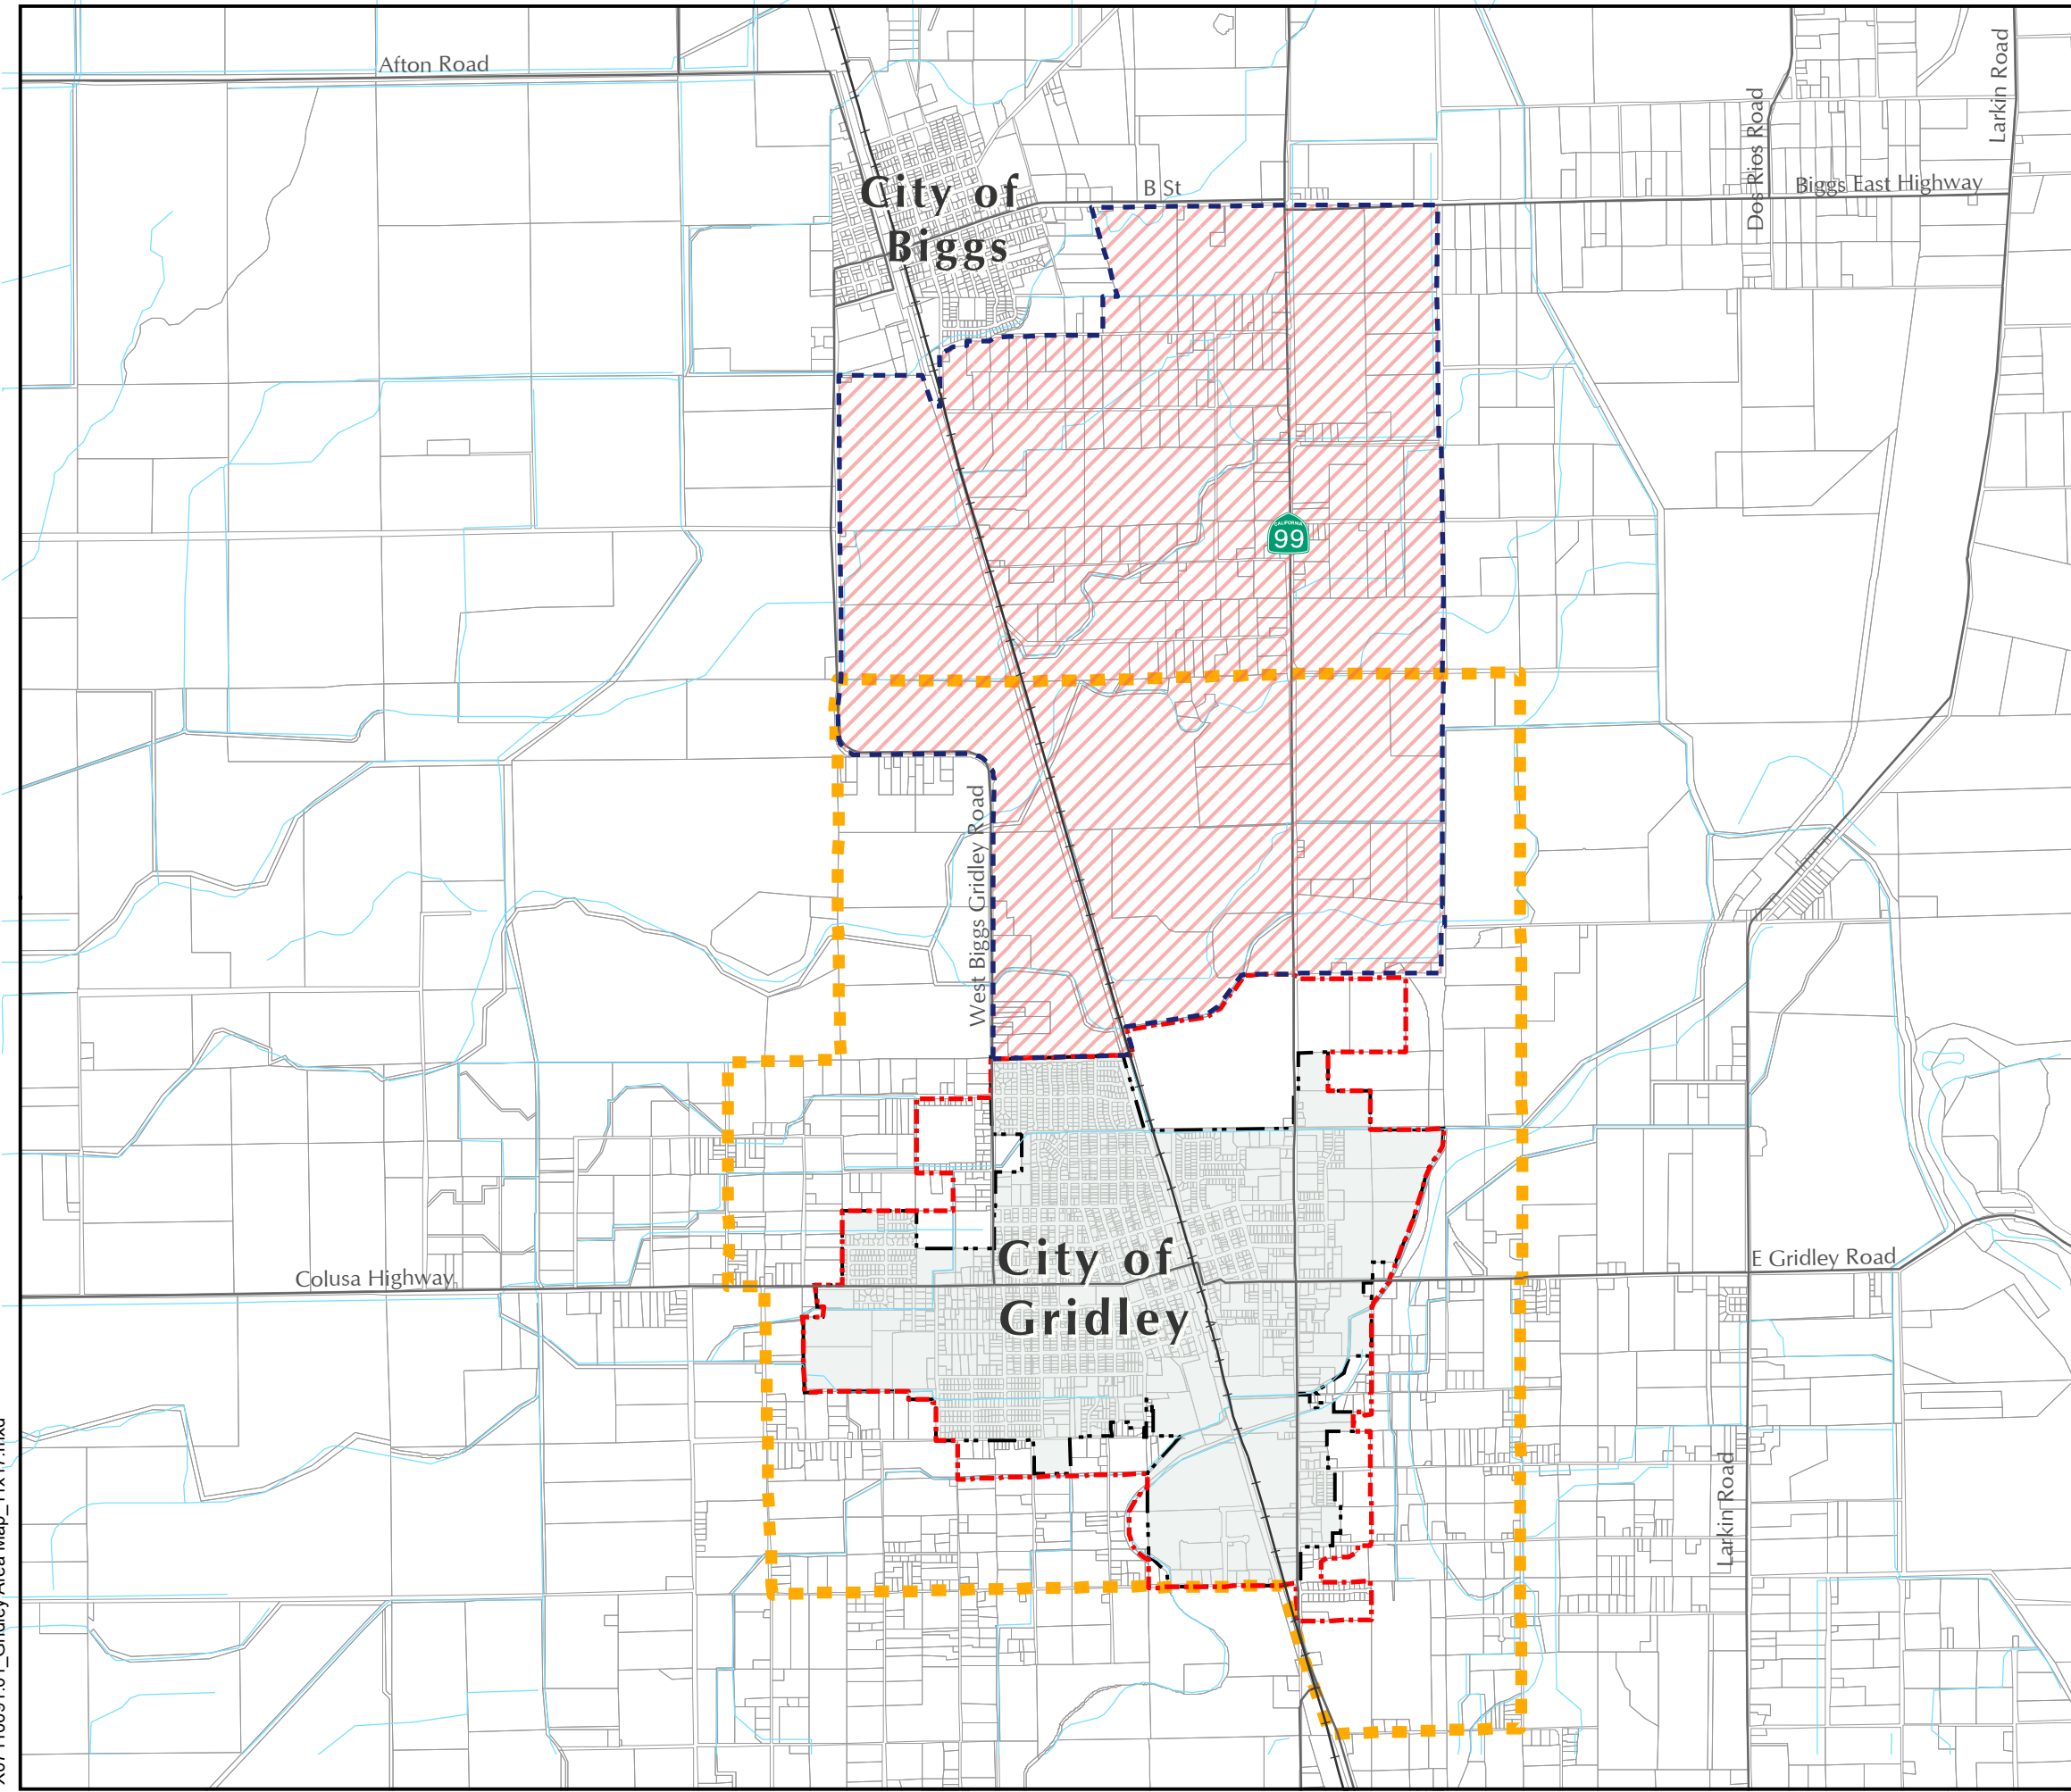 Afton Road
Larkin Road
Dos Rios Road
City of
Biggs
B St
Biggs East Highway
CALIFORNIA
99
West Biggs Gridley Road
City of
Gridley
E Gridley Road
Colusa Highway
Larkin Road